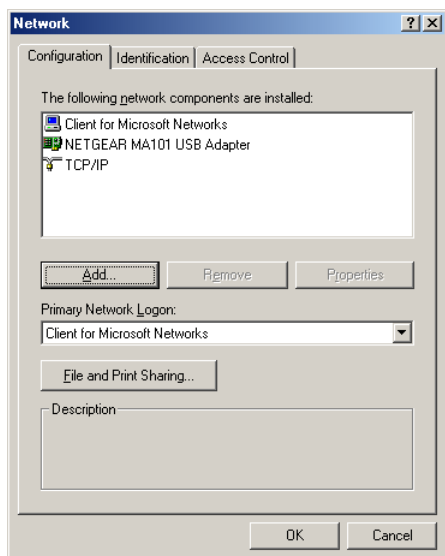 Network
Configuration Identification Access Control
The following network components are installed:
Client for Microsoft Networks
NETGEAR MA101 USB Adapter
TCP/IP
Add... Remove Properties
Primary Network Logon:
Client for Microsoft Networks
File and Print Sharing...
Description
OK Cancel